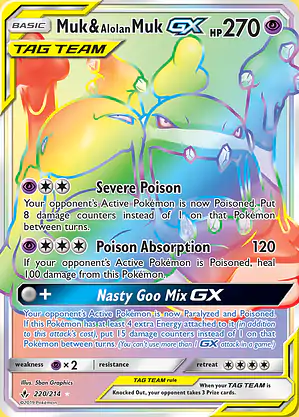 BASIC Muk&AlolanMuk GX HP270
TAG TEAM
Severe Poison
Your opponent's Active Pokémon is now Poisoned. Put
8 damage counters instead of 1 on that Pokémon
between turns.
Poison Absorption 120
If your opponent's Active Pokémon is Poisoned, heal
100 damage from this Pokémon.
+ Nasty Goo Mix GX
Your opponent's Active Pokémon is now Paralyzed and Poisoned.
If this Pokémon has at least 4 extra Energy attached to it (in addition
to this attack's cost), put 15 damage counters instead of 1 on that
Pokémon between turns. (You can't use more than 1 GX attack in a game.)
weakness ×2 resistance retreat
TAG TEAM rule
When your TAG TEAM is
Knocked Out, your opponent takes 3 Prize cards.
Illus. 5ban Graphics
220/214
©2019 Pokémon